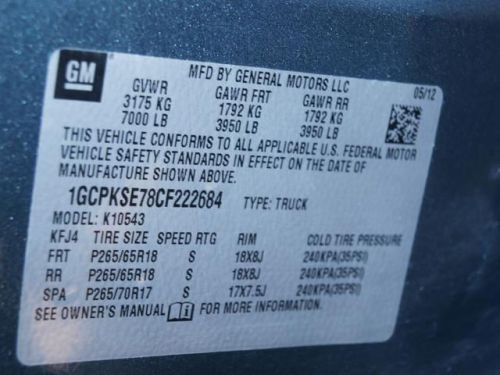 GM
MFD BY GENERAL MOTORS LLC
05/12
GVWR GAWR FRT GAWR RR
3175 KG 1792 KG 1792 KG
7000 LB 3950 LB 3950 LB
THIS VEHICLE CONFORMS TO ALL APPLICABLE U.S. FEDERAL MOTOR
VEHICLE SAFETY STANDARDS IN EFFECT ON THE DATE OF
MANUFACTURE SHOWN ABOVE.
1GCPKSE78CF222684 TYPE: TRUCK
MODEL: K10543
KFJ4 TIRE SIZE SPEED RTG RIM COLD TIRE PRESSURE
FRT P265/65R18 S 18X8J 240KPA(35PSI)
RR P265/65R18 S 18X8J 240KPA(35PSI)
SPA P265/70R17 S 17X7.5J 240KPA(35PSI)
SEE OWNER'S MANUAL FOR MORE INFORMATION.